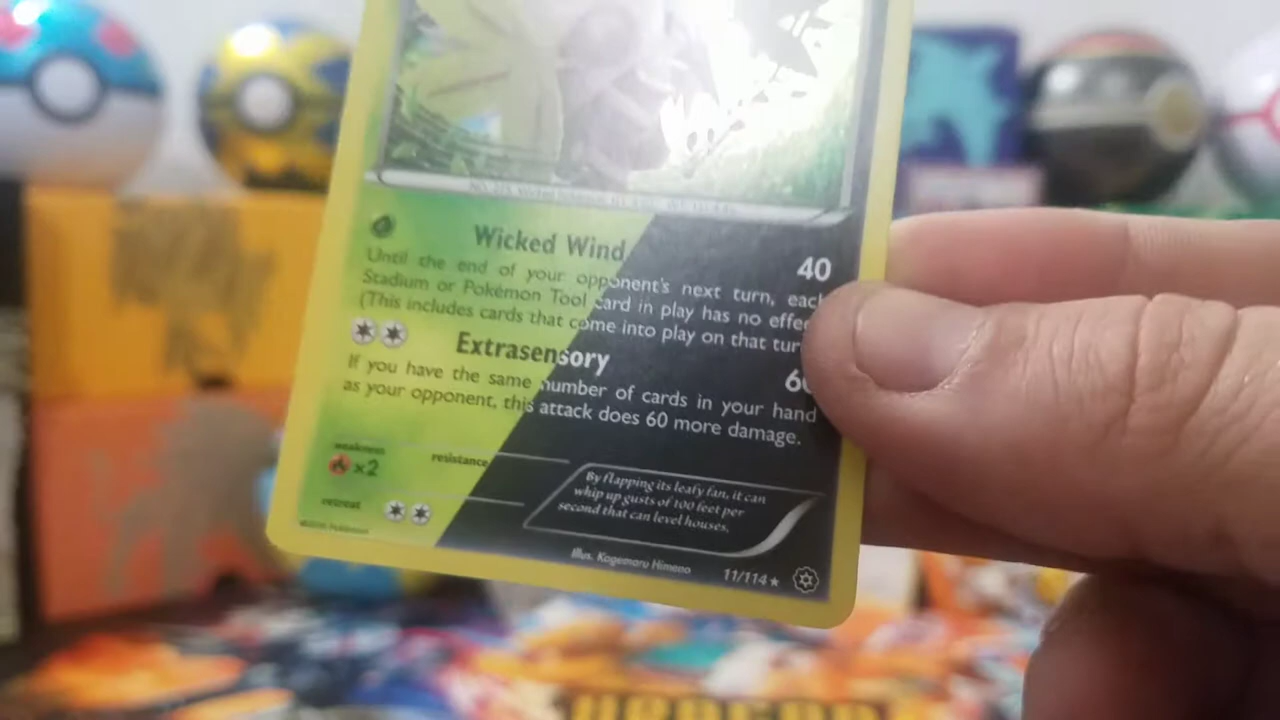 Wicked Wind 40
Until the end of your opponent's next turn, each
Stadium or Pokémon Tool card in play has no effec
(This includes cards that come into play on that tur
Extrasensory 6
If you have the same number of cards in your hand
as your opponent, this attack does 60 more damage.
weakness
x2
resistance
retreat
By flapping its leafy fan, it can
whip up gusts of 100 feet per
second that can level houses.
Illus. Kagemaru Himeno 11/114